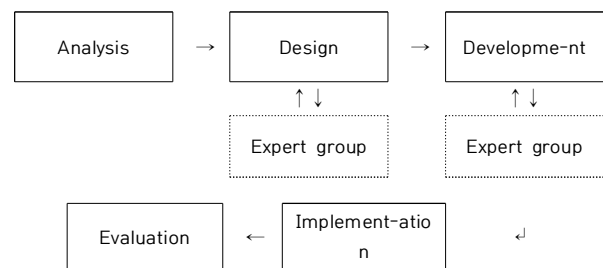 Analysis → Design → Developme-nt
↑ ↓ ↑ ↓
Expert group Expert group
Evaluation ← Implement-atio
n ↲